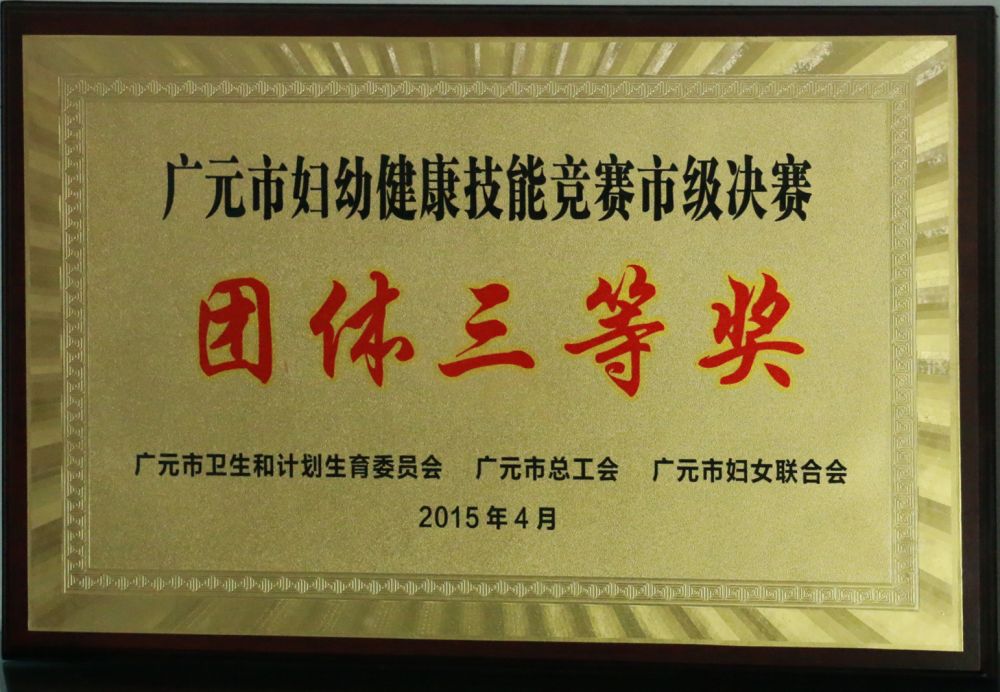 广元市妇幼健康技能竞赛市级决赛
团体三等奖
广元市卫生和计划生育委员会 广元市总工会 广元市妇女联合会
2015年4月